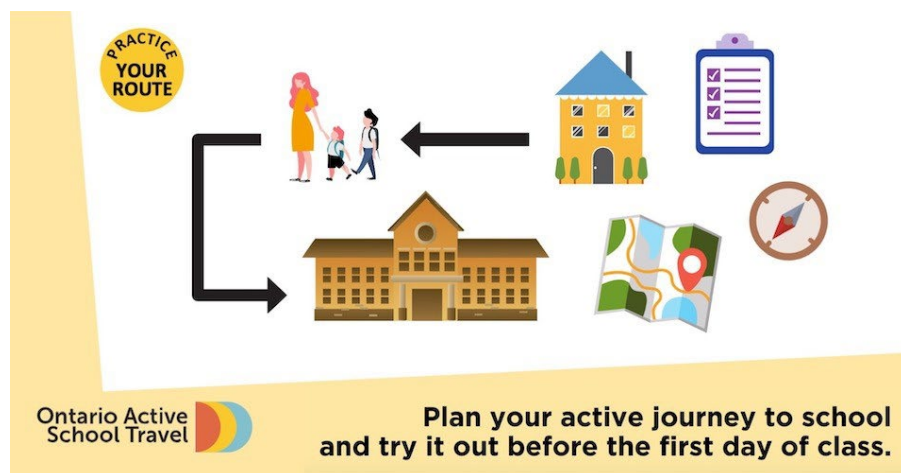 PRACTICE
YOUR
ROUTE
Ontario Active
School Travel
Plan your active journey to school
and try it out before the first day of class.